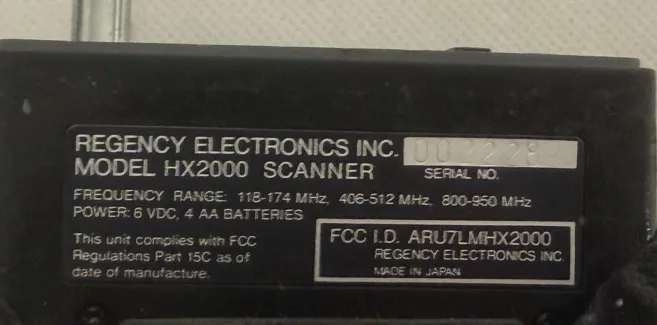 REGENCY ELECTRONICS INC. 002228
MODEL HX2000 SCANNER SERIAL NO.
FREQUENCY RANGE: 118-174 MHz, 406-512 MHz, 800-950 MHz
POWER: 6 VDC, 4 AA BATTERIES
This unit complies with FCC
Regulations Part 15C as of
date of manufacture.
FCC I.D. ARU7LMHX2000
REGENCY ELECTRONICS INC.
MADE IN JAPAN